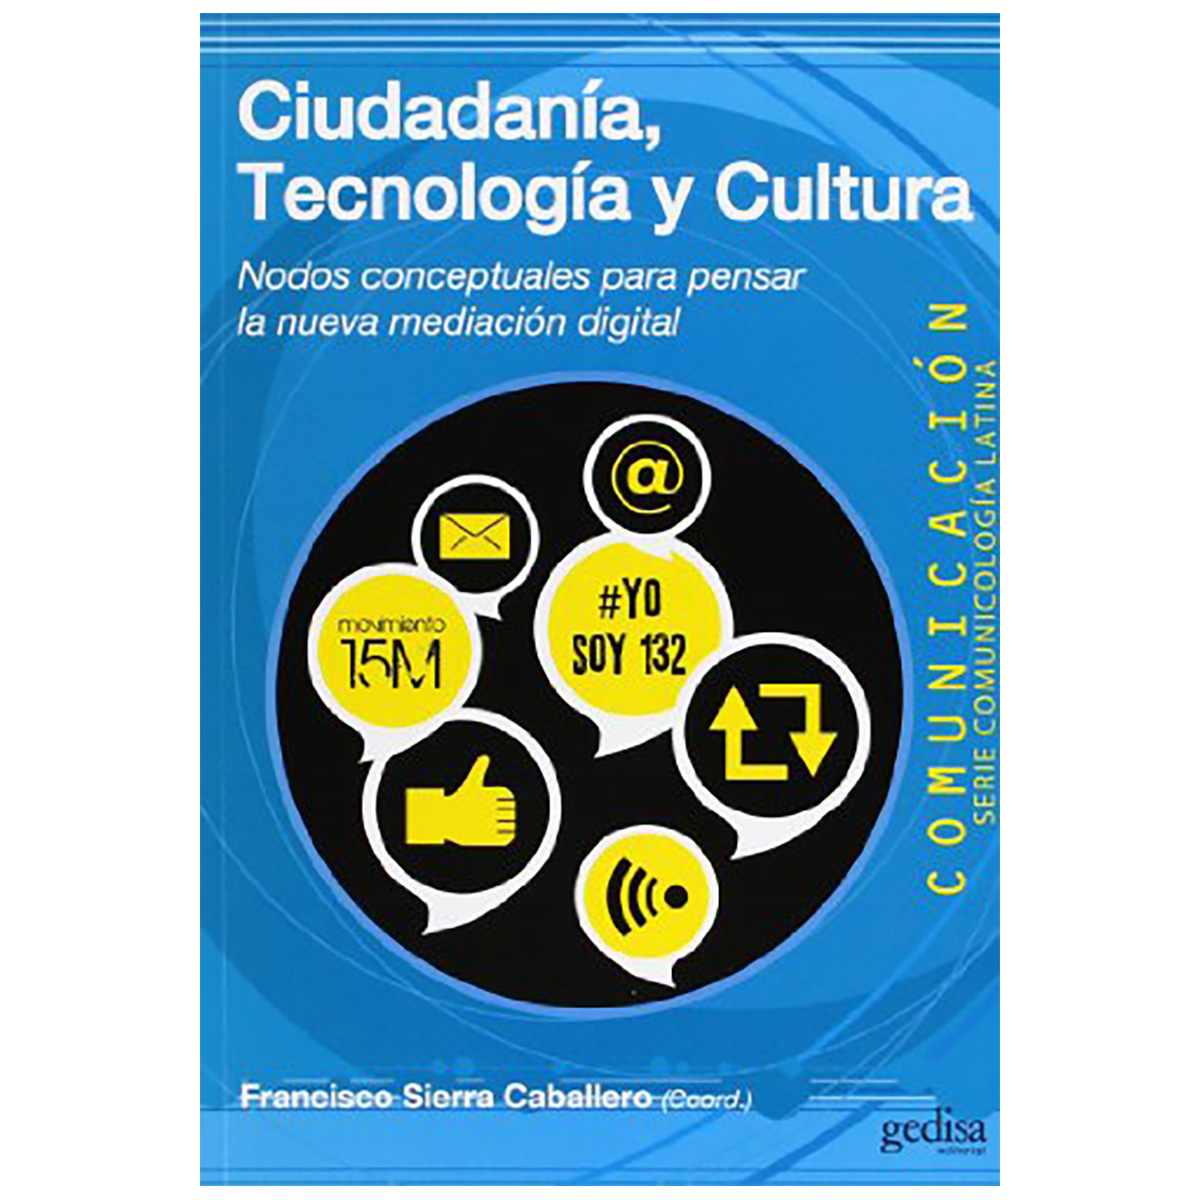 Ciudadanía,
Tecnología y Cultura
Nodos conceptuales para pensar
la nueva mediación digital
COMUNICACIÓN
SERIE COMUNICOLOGÍA LATINA
@
#YO
SOY 132
movimiento
15M
Francisco Sierra Caballero (Coord.)
gedisa
editorial